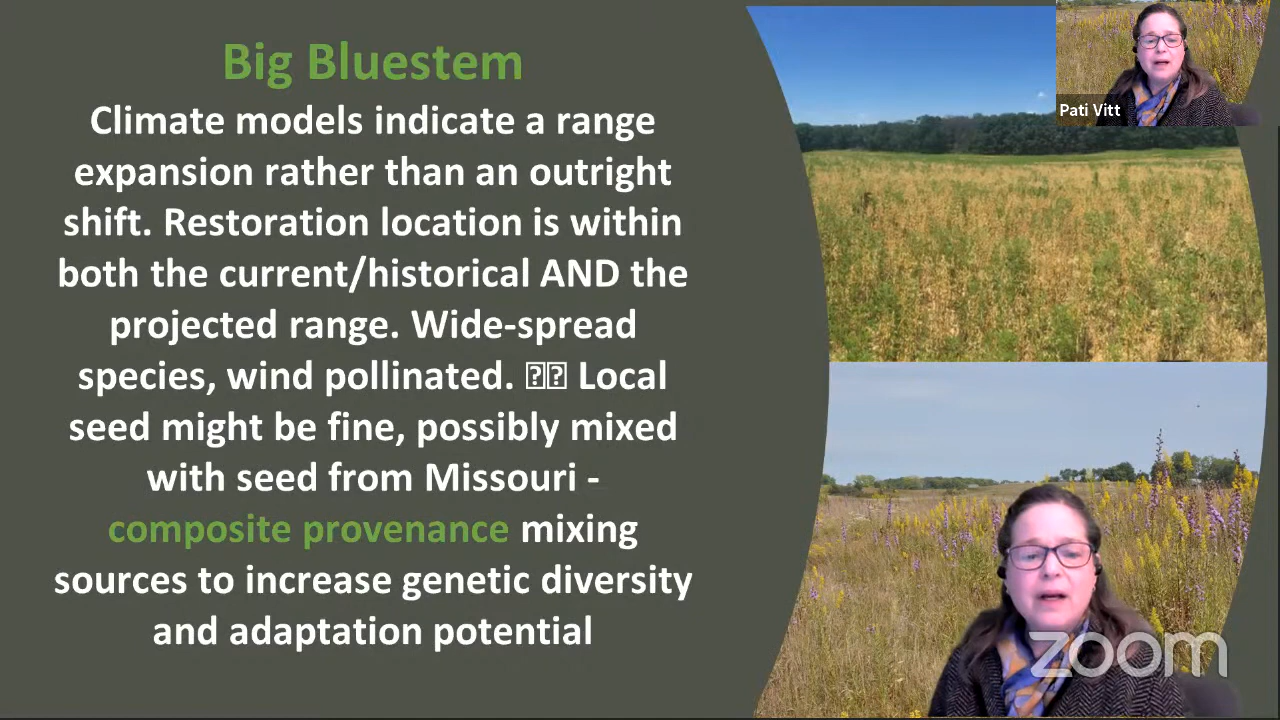 Big Bluestem
Climate models indicate a range
expansion rather than an outright
shift. Restoration location is within
both the current/historical AND the
projected range. Wide-spread
species, wind pollinated. Local
seed might be fine, possibly mixed
with seed from Missouri -
composite provenance mixing
sources to increase genetic diversity
and adaptation potential
Pati Vitt
zoom